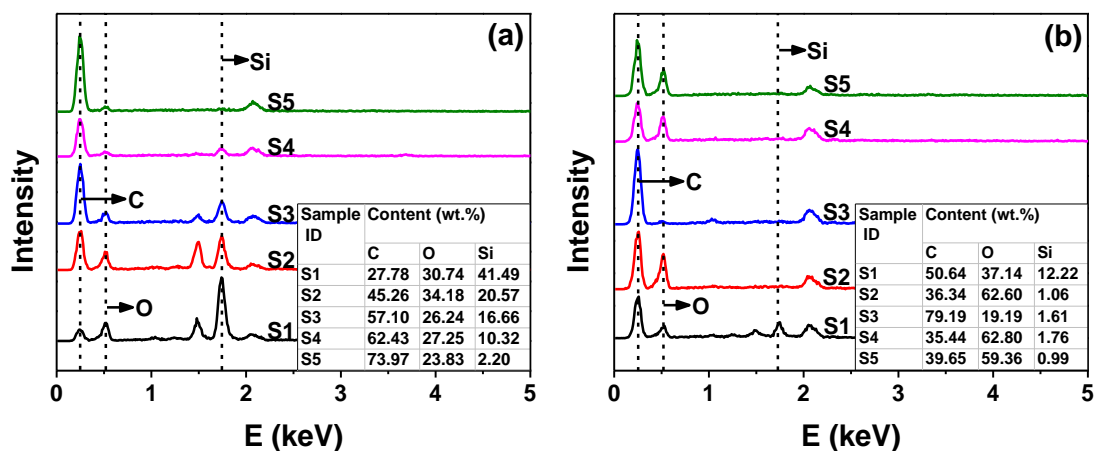 (a)
Si
S5
S4
C
S3
S2
O
S1
Sample ID Content (wt.%)
C O Si
S1 27.78 30.74 41.49
S2 45.26 34.18 20.57
S3 57.10 26.24 16.66
S4 62.43 27.25 10.32
S5 73.97 23.83 2.20
Intensity
0 1 2 3 4 5
E (keV)
(b)
Si
S5
S4
C
S3
S2
O
S1
Sample ID Content (wt.%)
C O Si
S1 50.64 37.14 12.22
S2 36.34 62.60 1.06
S3 79.19 19.19 1.61
S4 35.44 62.80 1.76
S5 39.65 59.36 0.99
Intensity
0 1 2 3 4 5
E (keV)